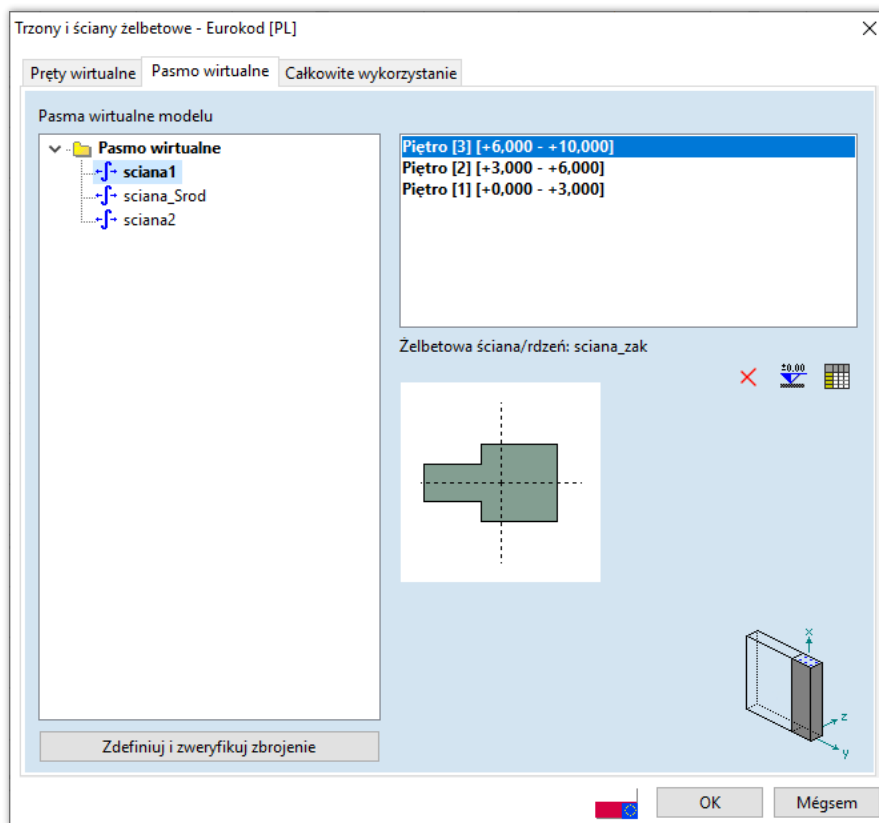 Trzony i ściany żelbetowe - Eurokod [PL]
Pręty wirtualne
Pasmo wirtualne
Całkowite wykorzystanie
Pasma wirtualne modelu
Pasmo wirtualne
sciana1
sciana_Srod
sciana2
Piętro [3] [+6,000 - +10,000]
Piętro [2] [+3,000 - +6,000]
Piętro [1] [+0,000 - +3,000]
Żelbetowa ściana/rdzeń: sciana_zak
±0.00
x
z
y
Zdefiniuj i zweryfikuj zbrojenie
OK
Mégsem